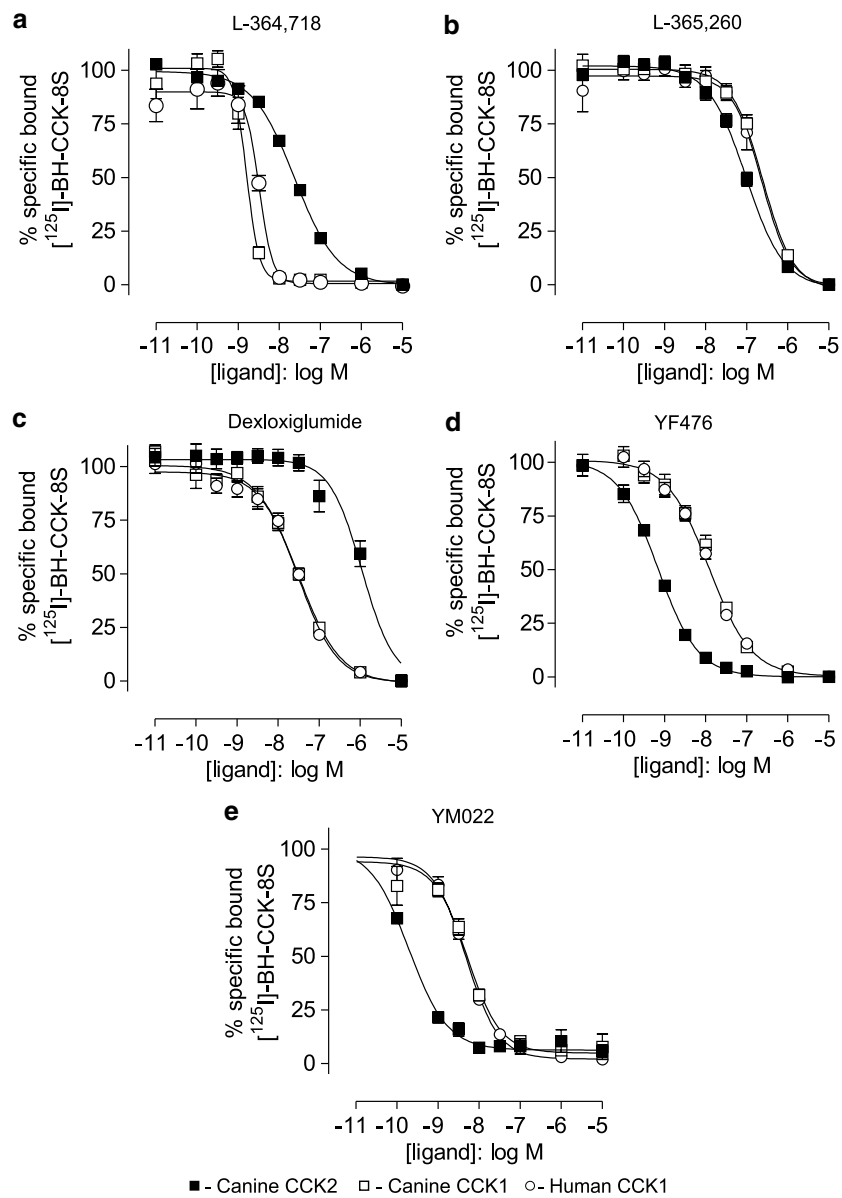 a
L-364,718
% specific bound
[¹²⁵I]-BH-CCK-8S
100
75
50
25
0
-11 -10 -9 -8 -7 -6 -5
[ligand]: log M
b
L-365,260
% specific bound
[¹²⁵I]-BH-CCK-8S
100
75
50
25
0
-11 -10 -9 -8 -7 -6 -5
[ligand]: log M
c
Dexloxiglumide
% specific bound
[¹²⁵I]-BH-CCK-8S
100
75
50
25
0
-11 -10 -9 -8 -7 -6 -5
[ligand]: log M
d
YF476
% specific bound
[¹²⁵I]-BH-CCK-8S
100
75
50
25
0
-11 -10 -9 -8 -7 -6 -5
[ligand]: log M
e
YM022
% specific bound
[¹²⁵I]-BH-CCK-8S
100
75
50
25
0
-11 -10 -9 -8 -7 -6 -5
[ligand]: log M
■ - Canine CCK2 □ - Canine CCK1 ○ - Human CCK1